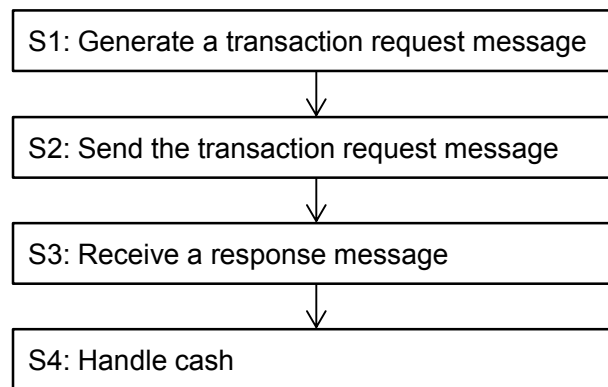 S1: Generate a transaction request message
S2: Send the transaction request message
S3: Receive a response message
S4: Handle cash